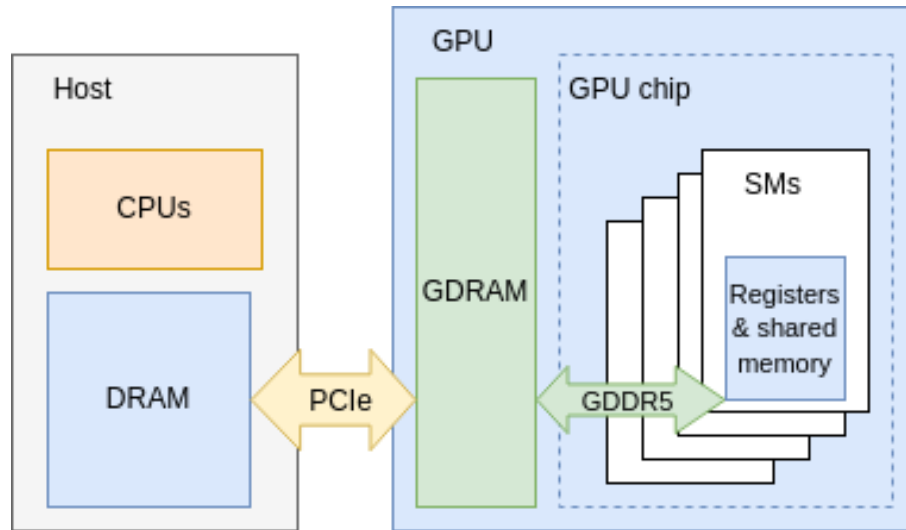 Host
CPUs
DRAM
PCIe
GPU
GDRAM
GPU chip
SMs
Registers
& shared
memory
GDDR5